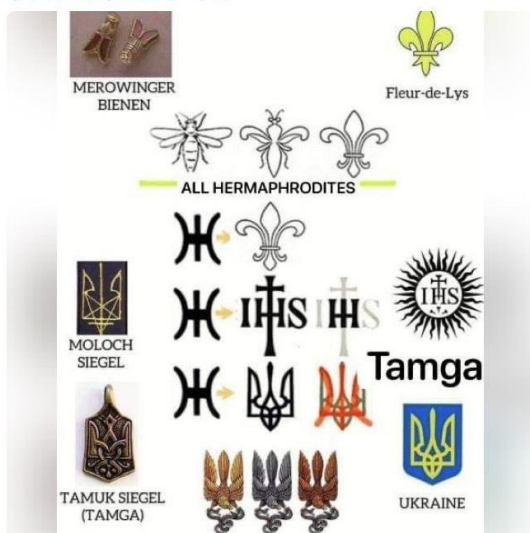 MEROWINGER
BIENEN
Fleur-de-Lys
ALL HERMAPHRODITES
IHS
IHS
MOLOCH
SIEGEL
IHS
Tamga
TAMUK SIEGEL
(TAMGA)
UKRAINE